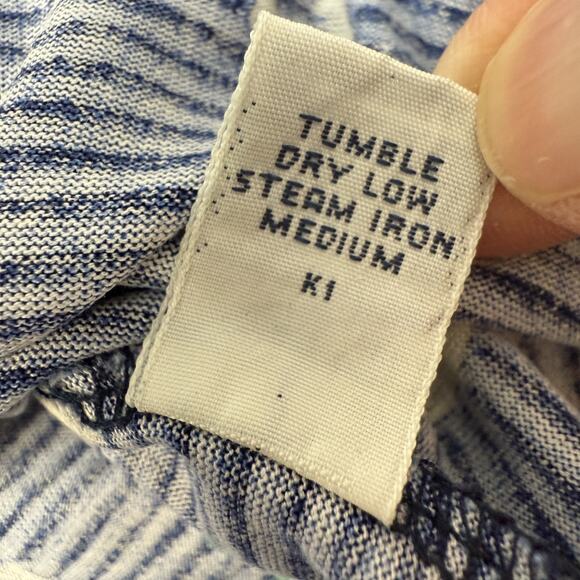 TUMBLE
DRY LOW
STEAM IRON
MEDIUM
K1